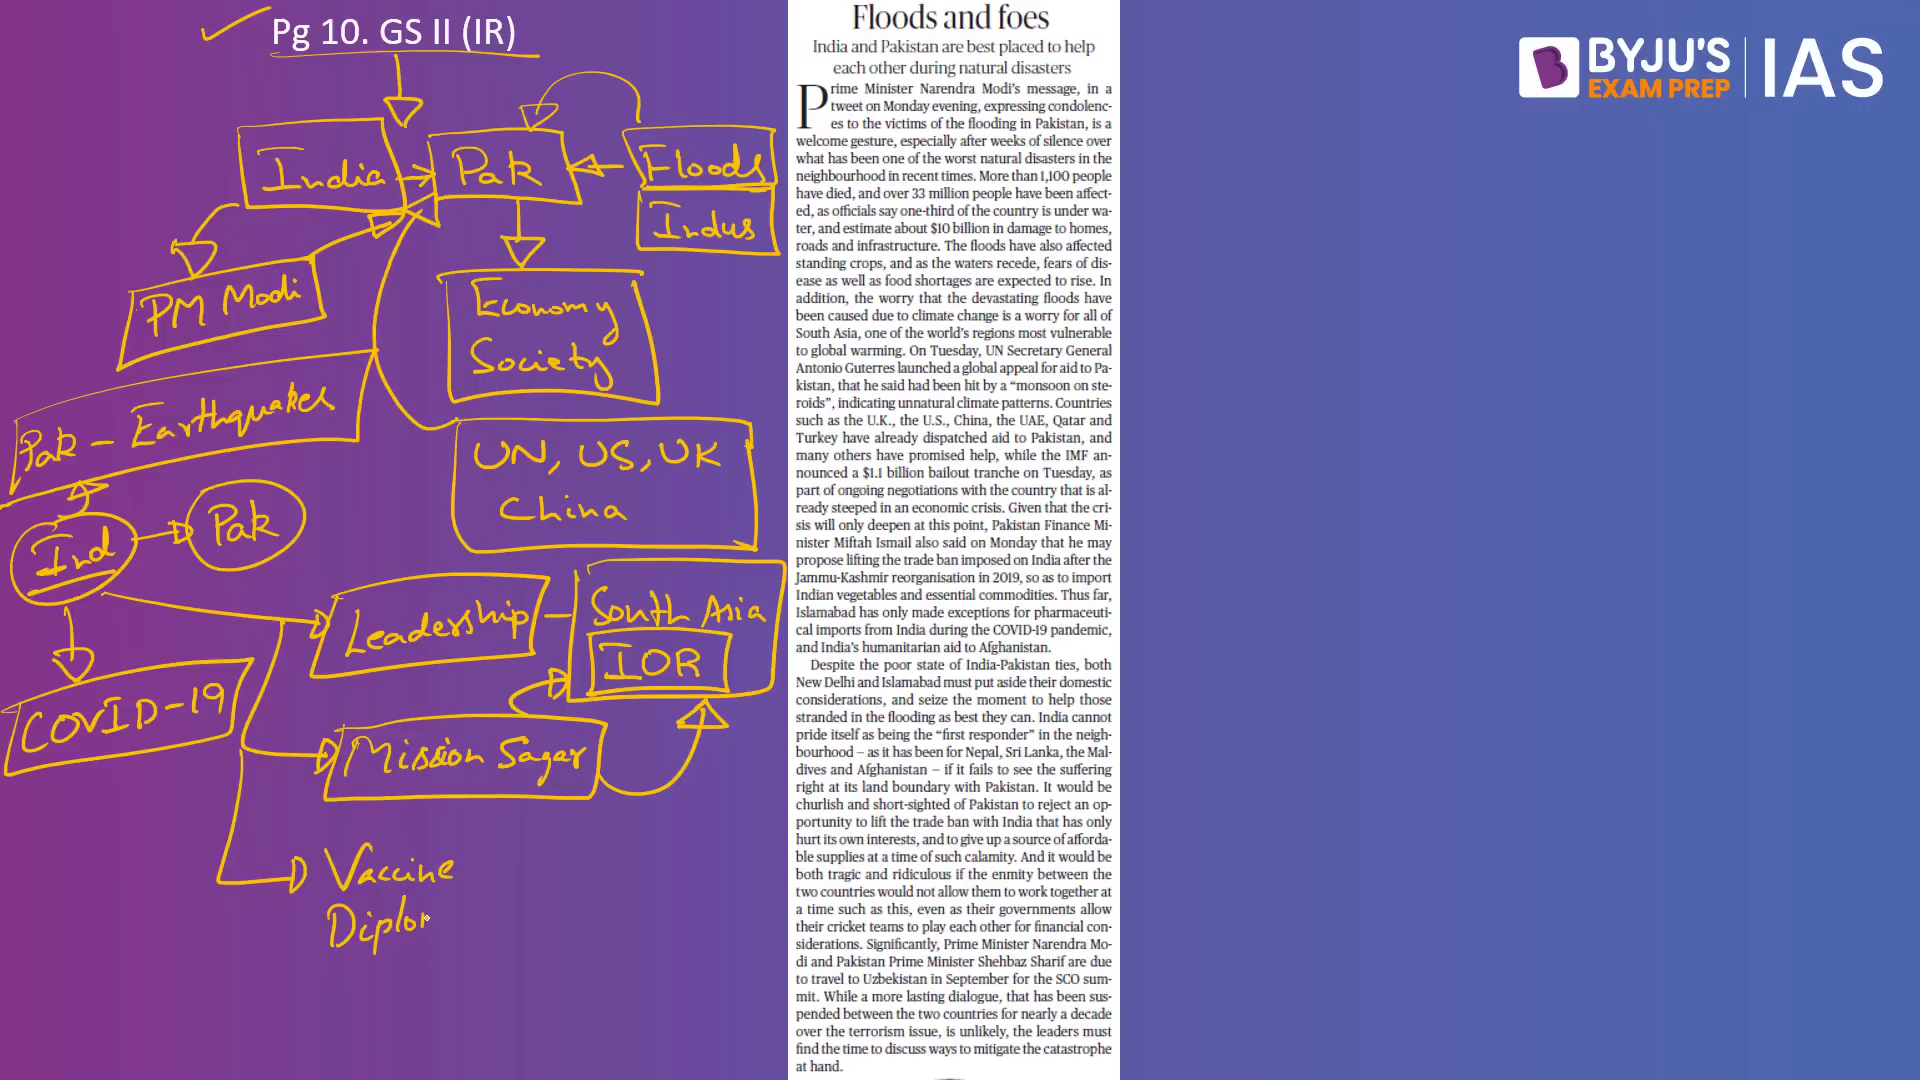 Pg 10. GS II (IR)
India
Pak
Floods
Indus
PM Modi
Economy
Society
Pak - Earthquakes
UN, US, UK
China
Ind
Pak
Leadership
South Asia
IOR
COVID-19
Mission Sagar
Vaccine
Diplom
Floods and foes
India and Pakistan are best placed to help
each other during natural disasters
Prime Minister Narendra Modi's message, in a
tweet on Monday evening, expressing condolenc-
es to the victims of the flooding in Pakistan, is a
welcome gesture, especially after weeks of silence over
what has been one of the worst natural disasters in the
neighbourhood in recent times. More than 1,100 people
have died, and over 33 million people have been affect-
ed, as officials say one-third of the country is under wa-
ter, and estimate about $10 billion in damage to homes,
roads and infrastructure. The floods have also affected
standing crops, and as the waters recede, fears of dis-
ease as well as food shortages are expected to rise. In
addition, the worry that the devastating floods have
been caused due to climate change is a worry for all of
South Asia, one of the world's regions most vulnerable
to global warming. On Tuesday, UN Secretary General
Antonio Guterres launched a global appeal for aid to Pa-
kistan, that he said had been hit by a "monsoon on ste-
roids", indicating unnatural climate patterns. Countries
such as the U.K., the U.S., China, the UAE, Qatar and
Turkey have already dispatched aid to Pakistan, and
many others have promised help, while the IMF an-
nounced a $1.1 billion bailout tranche on Tuesday, as
part of ongoing negotiations with the country that is al-
ready steeped in an economic crisis. Given that the cri-
sis will only deepen at this point, Pakistan Finance Mi-
nister Miftah Ismail also said on Monday that he may
propose lifting the trade ban imposed on India after the
Jammu-Kashmir reorganisation in 2019, so as to import
Indian vegetables and essential commodities. Thus far,
Islamabad has only made exceptions for pharmaceuti-
cal imports from India during the COVID-19 pandemic,
and India's humanitarian aid to Afghanistan.
Despite the poor state of India-Pakistan ties, both
New Delhi and Islamabad must put aside their domestic
considerations, and seize the moment to help those
stranded in the flooding as best they can. India cannot
pride itself as being the "first responder" in the neigh-
bourhood – as it has been for Nepal, Sri Lanka, the Mal-
dives and Afghanistan – if it fails to see the suffering
right at its land boundary with Pakistan. It would be
churlish and short-sighted of Pakistan to reject an op-
portunity to lift the trade ban with India that has only
hurt its own interests, and to give up a source of afforda-
ble supplies at a time of such calamity. And it would be
both tragic and ridiculous if the enmity between the
two countries would not allow them to work together at
a time such as this, even as their governments allow
their cricket teams to play each other for financial con-
siderations. Significantly, Prime Minister Narendra Mo-
di and Pakistan Prime Minister Shehbaz Sharif are due
to travel to Uzbekistan in September for the SCO sum-
mit. While a more lasting dialogue, that has been sus-
pended between the two countries for nearly a decade
over the terrorism issue, is unlikely, the leaders must
find the time to discuss ways to mitigate the catastrophe
at hand.
BYJU'S
EXAM PREP
IAS